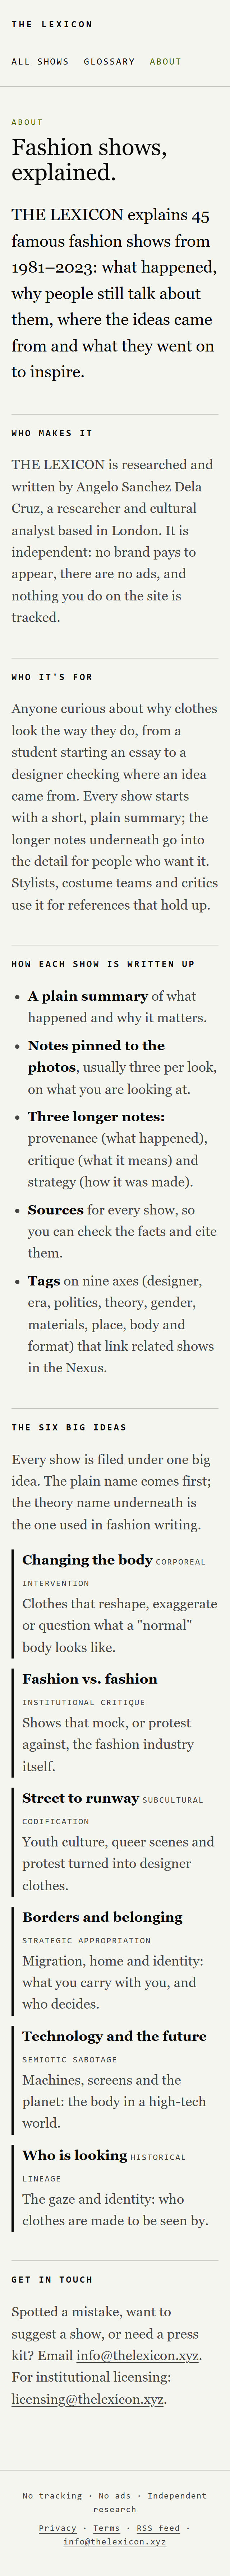 THE LEXICON
ALL SHOWS GLOSSARY ABOUT
ABOUT
Fashion shows,
explained.
THE LEXICON explains 45
famous fashion shows from
1981–2023: what happened,
why people still talk about
them, where the ideas came
from and what they went on
to inspire.
WHO MAKES IT
THE LEXICON is researched and
written by Angelo Sanchez Dela
Cruz, a researcher and cultural
analyst based in London. It is
independent: no brand pays to
appear, there are no ads, and
nothing you do on the site is
tracked.
WHO IT'S FOR
Anyone curious about why clothes
look the way they do, from a
student starting an essay to a
designer checking where an idea
came from. Every show starts
with a short, plain summary; the
longer notes underneath go into
the detail for people who want it.
Stylists, costume teams and critics
use it for references that hold up.
HOW EACH SHOW IS WRITTEN UP
• A plain summary of what
happened and why it matters.
• Notes pinned to the
photos, usually three per look,
on what you are looking at.
• Three longer notes:
provenance (what happened),
critique (what it means) and
strategy (how it was made).
• Sources for every show, so
you can check the facts and cite
them.
• Tags on nine axes (designer,
era, politics, theory, gender,
materials, place, body and
format) that link related shows
in the Nexus.
THE SIX BIG IDEAS
Every show is filed under one big
idea. The plain name comes first;
the theory name underneath is
the one used in fashion writing.
Changing the body CORPOREAL
INTERVENTION
Clothes that reshape, exaggerate
or question what a "normal"
body looks like.
Fashion vs. fashion
INSTITUTIONAL CRITIQUE
Shows that mock, or protest
against, the fashion industry
itself.
Street to runway SUBCULTURAL
CODIFICATION
Youth culture, queer scenes and
protest turned into designer
clothes.
Borders and belonging
STRATEGIC APPROPRIATION
Migration, home and identity:
what you carry with you, and
who decides.
Technology and the future
SEMIOTIC SABOTAGE
Machines, screens and the
planet: the body in a high-tech
world.
Who is looking HISTORICAL
LINEAGE
The gaze and identity: who
clothes are made to be seen by.
GET IN TOUCH
Spotted a mistake, want to
suggest a show, or need a press
kit? Email info@thelexicon.xyz.
For institutional licensing:
licensing@thelexicon.xyz.
No tracking · No ads · Independent
research
Privacy · Terms · RSS feed ·
info@thelexicon.xyz